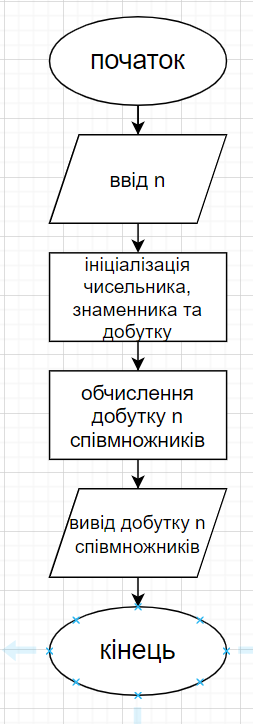 початок
ввід n
ініціалізація
чисельника,
знаменника та
добутку
обчислення
добутку n
співмножників
вивід добутку n
співмножників
кінець